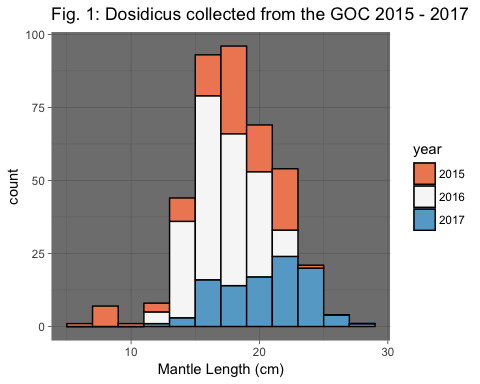 Fig. 1: Dosidicus collected from the GOC 2015 - 2017
100
75
50
25
0
count
10 20 30
Mantle Length (cm)
year
2015
2016
2017